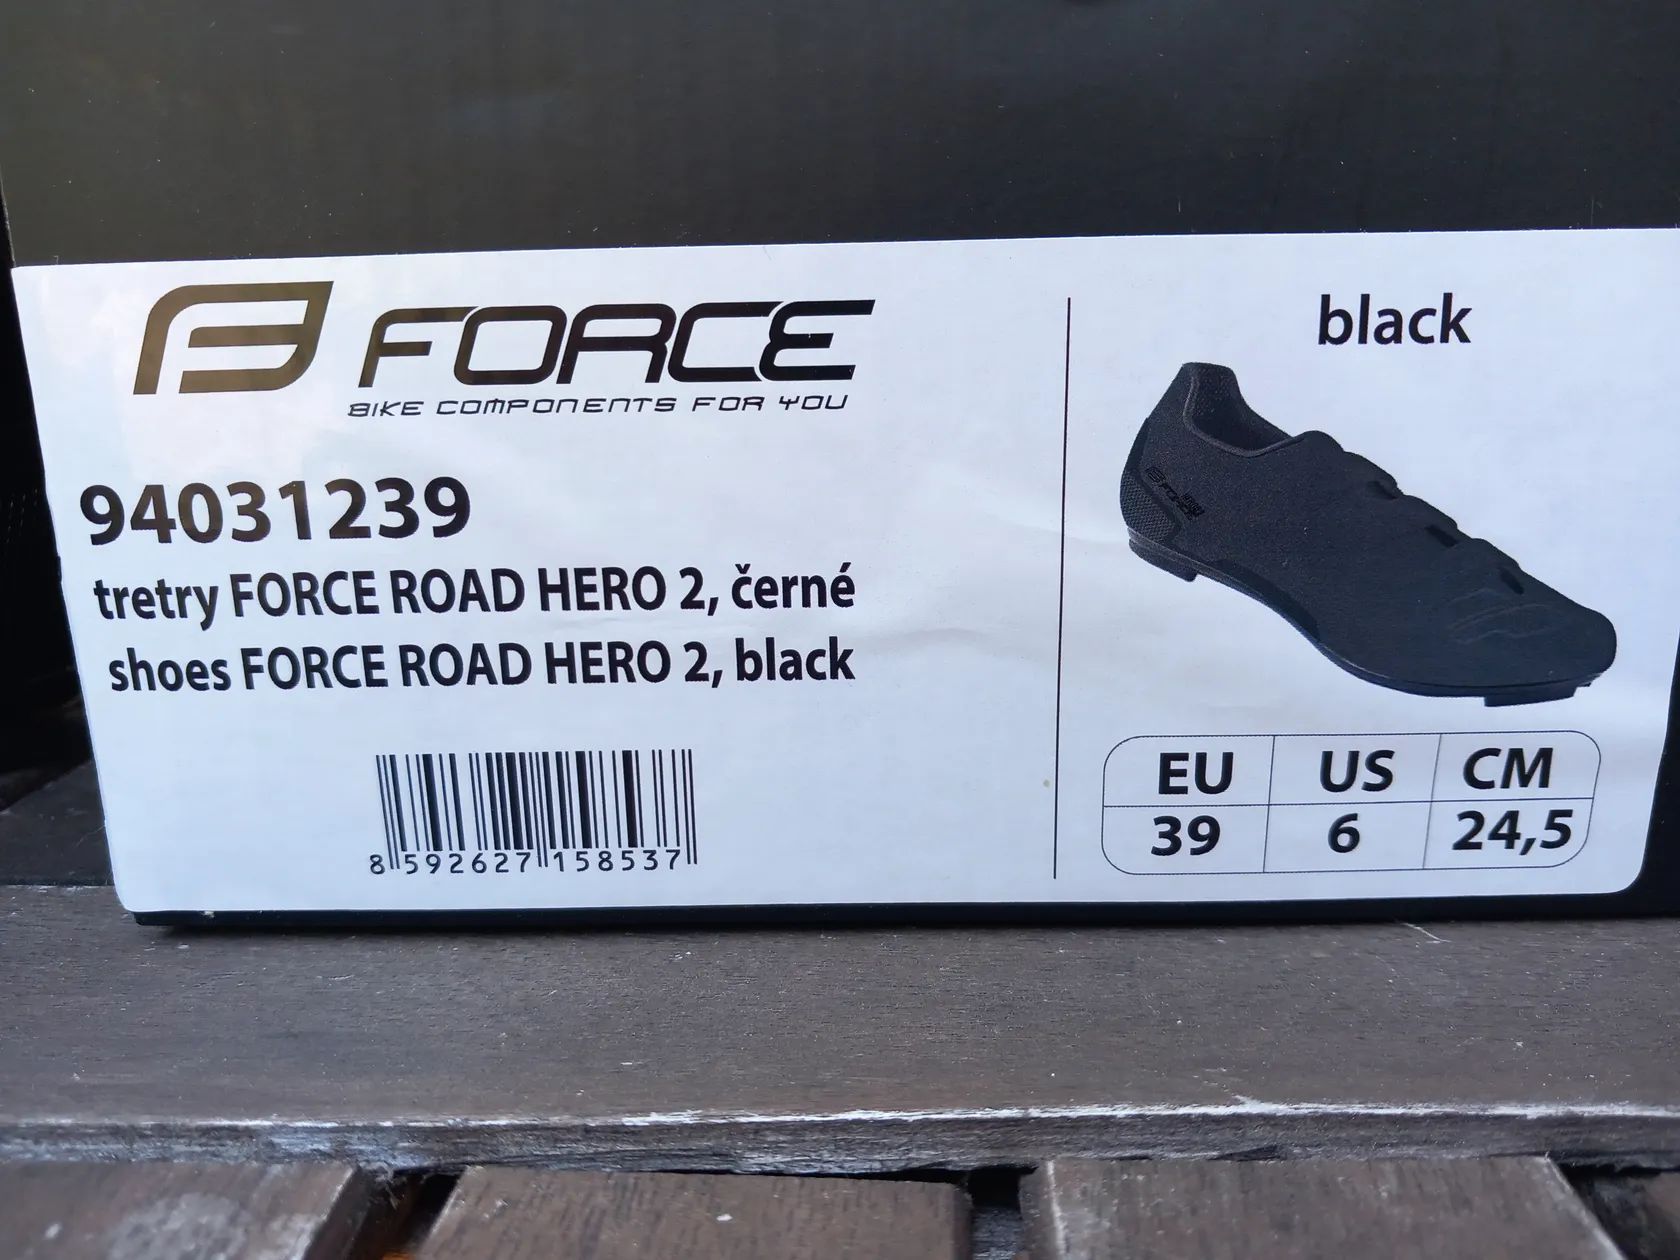 FORCE
BIKE COMPONENTS FOR YOU
94031239
tretry FORCE ROAD HERO 2, černé
shoes FORCE ROAD HERO 2, black
8 592627 158537
black
FORCE
EU US CM
39 6 24,5